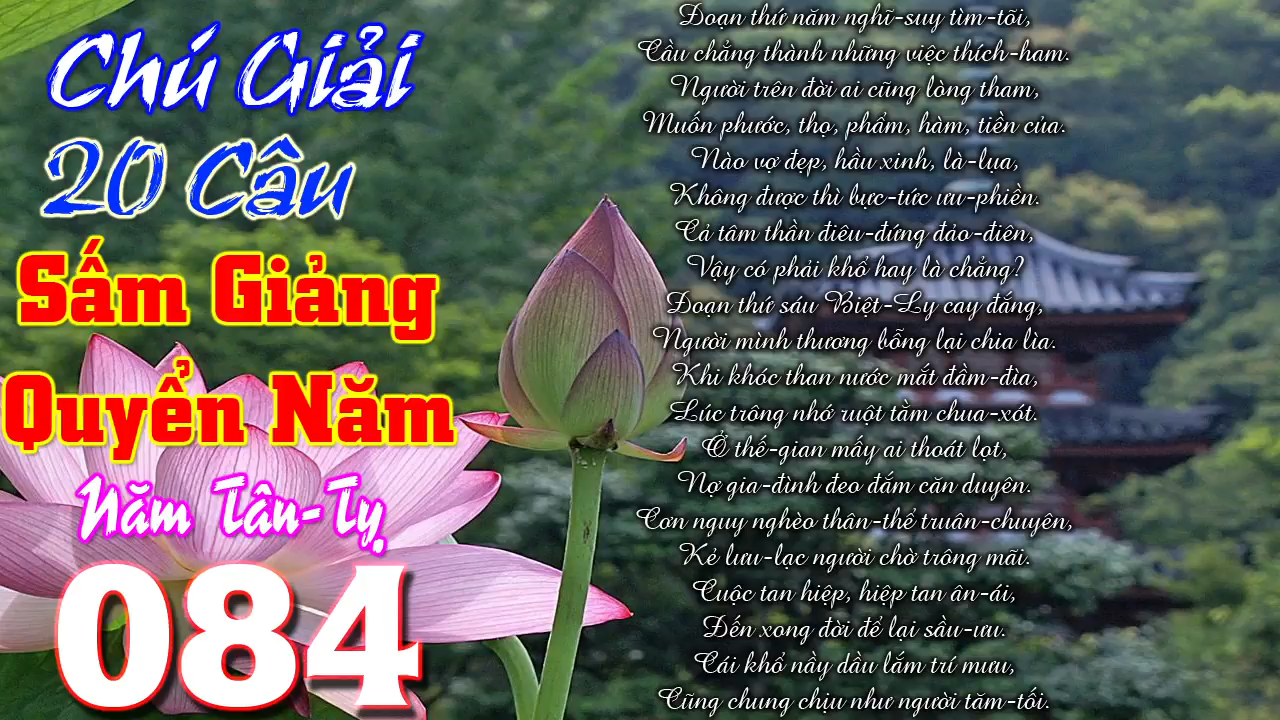 Chú Giải
20 Câu
Sấm Giảng
Quyển Năm
Năm Tân-Tỵ
084
Đoạn thứ năm nghĩ-suy tìm-tõi,
Cầu chẳng thành những việc thích-ham.
Người trên đời ai cũng lòng tham,
Muốn phước, thọ, phẩm, hàm, tiền của.
Nào vợ đẹp, hầu xinh, là-lụa,
Không được thì bực-tức ưu-phiền.
Cả tâm thần điêu-đứng đảo-điên,
Vậy có phải khổ hay là chẳng?
Đoạn thứ sáu Biệt-Ly cay đắng,
Người mình thương bỗng lại chia lìa.
Khi khóc than nước mắt đầm-đìa,
Lúc trông nhớ ruột tằm chua-xót.
Ở thế-gian mấy ai thoát lọt,
Nợ gia-đình đeo đắm căn duyên.
Cơn nguy nghèo thân-thể truân-chuyên,
Kẻ lưu-lạc người chờ trông mãi.
Cuộc tan hiệp, hiệp tan ân-ái,
Đến xong đời để lại sầu-ưu.
Cái khổ nầy dầu lắm trí mưu,
Cũng chung chịu như người tăm-tối.